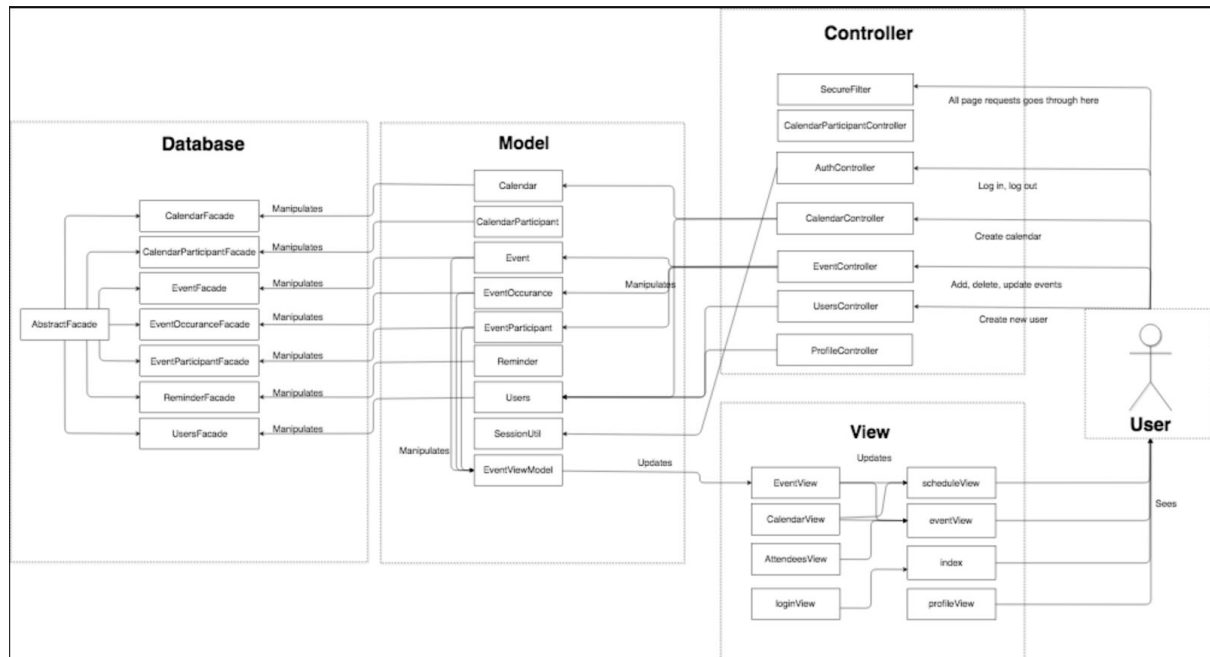 Database
AbstractFacade
CalendarFacade
CalendarParticipantFacade
EventFacade
EventOccuranceFacade
EventParticipantFacade
ReminderFacade
UsersFacade
Manipulates
Manipulates
Manipulates
Manipulates
Manipulates
Manipulates
Manipulates
Model
Calendar
CalendarParticipant
Event
EventOccurance
EventParticipant
Reminder
Users
SessionUtil
EventViewModel
Manipulates
Manipulates
Updates
Controller
SecureFilter
CalendarParticipantController
AuthController
CalendarController
EventController
UsersController
ProfileController
All page requests goes through here
Log in, log out
Create calendar
Add, delete, update events
Create new user
User
View
Updates
EventView
CalendarView
AttendeesView
loginView
scheduleView
eventView
index
profileView
Sees